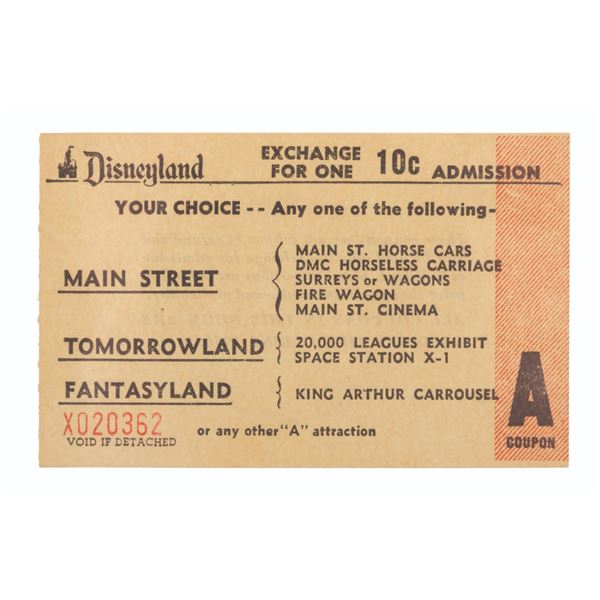 Disneyland EXCHANGE FOR ONE 10c ADMISSION
YOUR CHOICE -- Any one of the following-
MAIN STREET
MAIN ST. HORSE CARS
DMC HORSELESS CARRIAGE
SURREYS or WAGONS
FIRE WAGON
MAIN ST. CINEMA
TOMORROWLAND
20,000 LEAGUES EXHIBIT
SPACE STATION X-1
FANTASYLAND
KING ARTHUR CARROUSEL
X020362
VOID IF DETACHED
or any other "A" attraction
A
COUPON